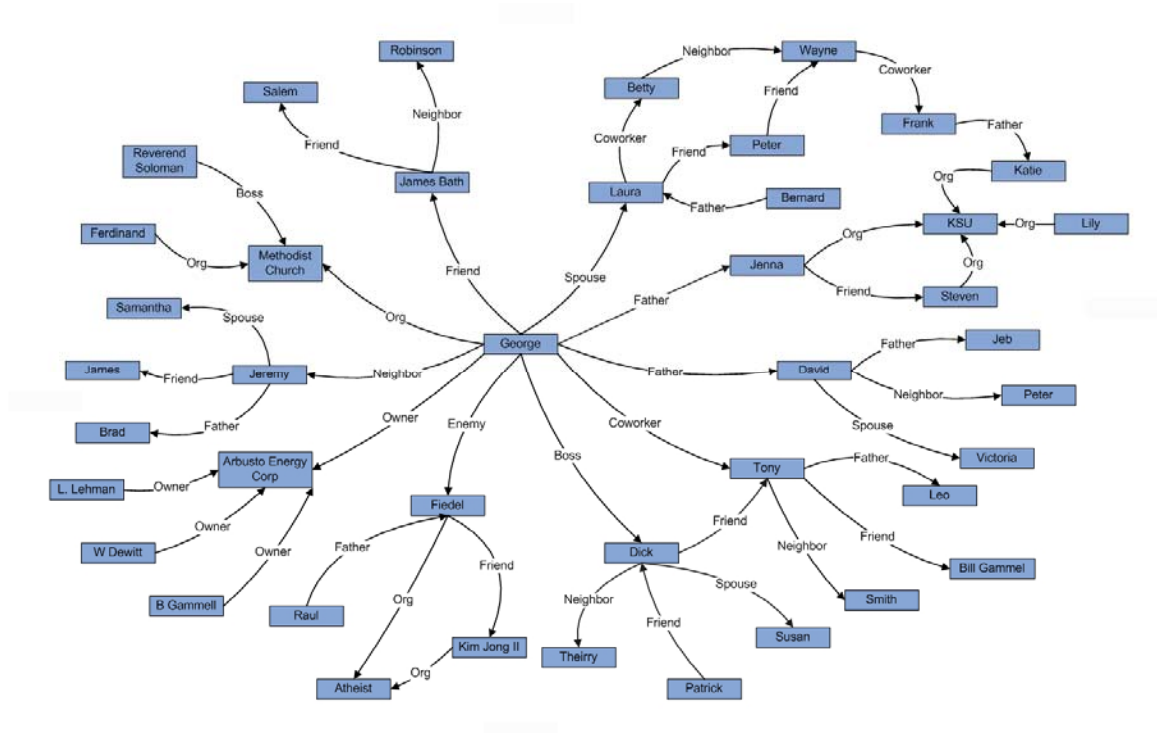 Robinson
Neighbor
Wayne
Coworker
Salem
Betty
Friend
Neighbor
Frank
Father
Friend
Coworker
Peter
Reverend
Soloman
Friend
Katie
Org
Boss
James Bath
Laura
Father
Bernard
Ferdinand
Org
Methodist
Church
Org
KSU
Org
Lily
Friend
Spouse
Jenna
Org
Friend
Steven
Samantha
Spouse
Org
Father
George
Father
Jeb
James
Friend
Jeremy
Neighbor
Father
David
Neighbor
Peter
Brad
Father
Owner
Enemy
Coworker
Spouse
Boss
Arbusto Energy
Corp
Tony
Father
Victoria
L. Lehman
Owner
Leo
Fiedel
Owner
Friend
W Dewitt
Owner
Father
Dick
Neighbor
Friend
Friend
Bill Gammel
B Gammell
Org
Neighbor
Spouse
Smith
Raul
Friend
Susan
Kim Jong II
Theirry
Org
Atheist
Patrick